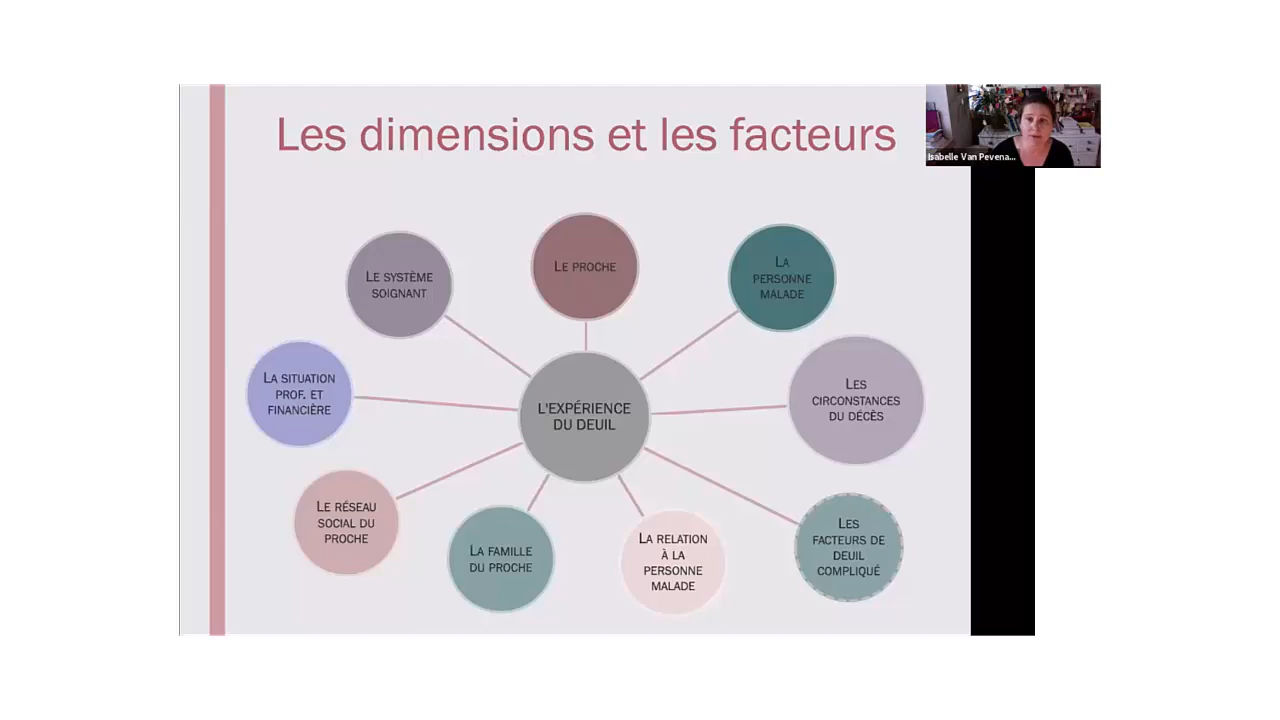 Les dimensions et les facteurs
Isabelle Van Pevena...
LE PROCHE
LA
PERSONNE
MALADE
LE SYSTÈME
SOIGNANT
LES
CIRCONSTANCES
DU DÉCÈS
LA SITUATION
PROF. ET
FINANCIÈRE
L'EXPÉRIENCE
DU DEUIL
LE RÉSEAU
SOCIAL DU
PROCHE
LA FAMILLE
DU PROCHE
LA RELATION
À LA
PERSONNE
MALADE
LES
FACTEURS DE
DEUIL
COMPLIQUÉ